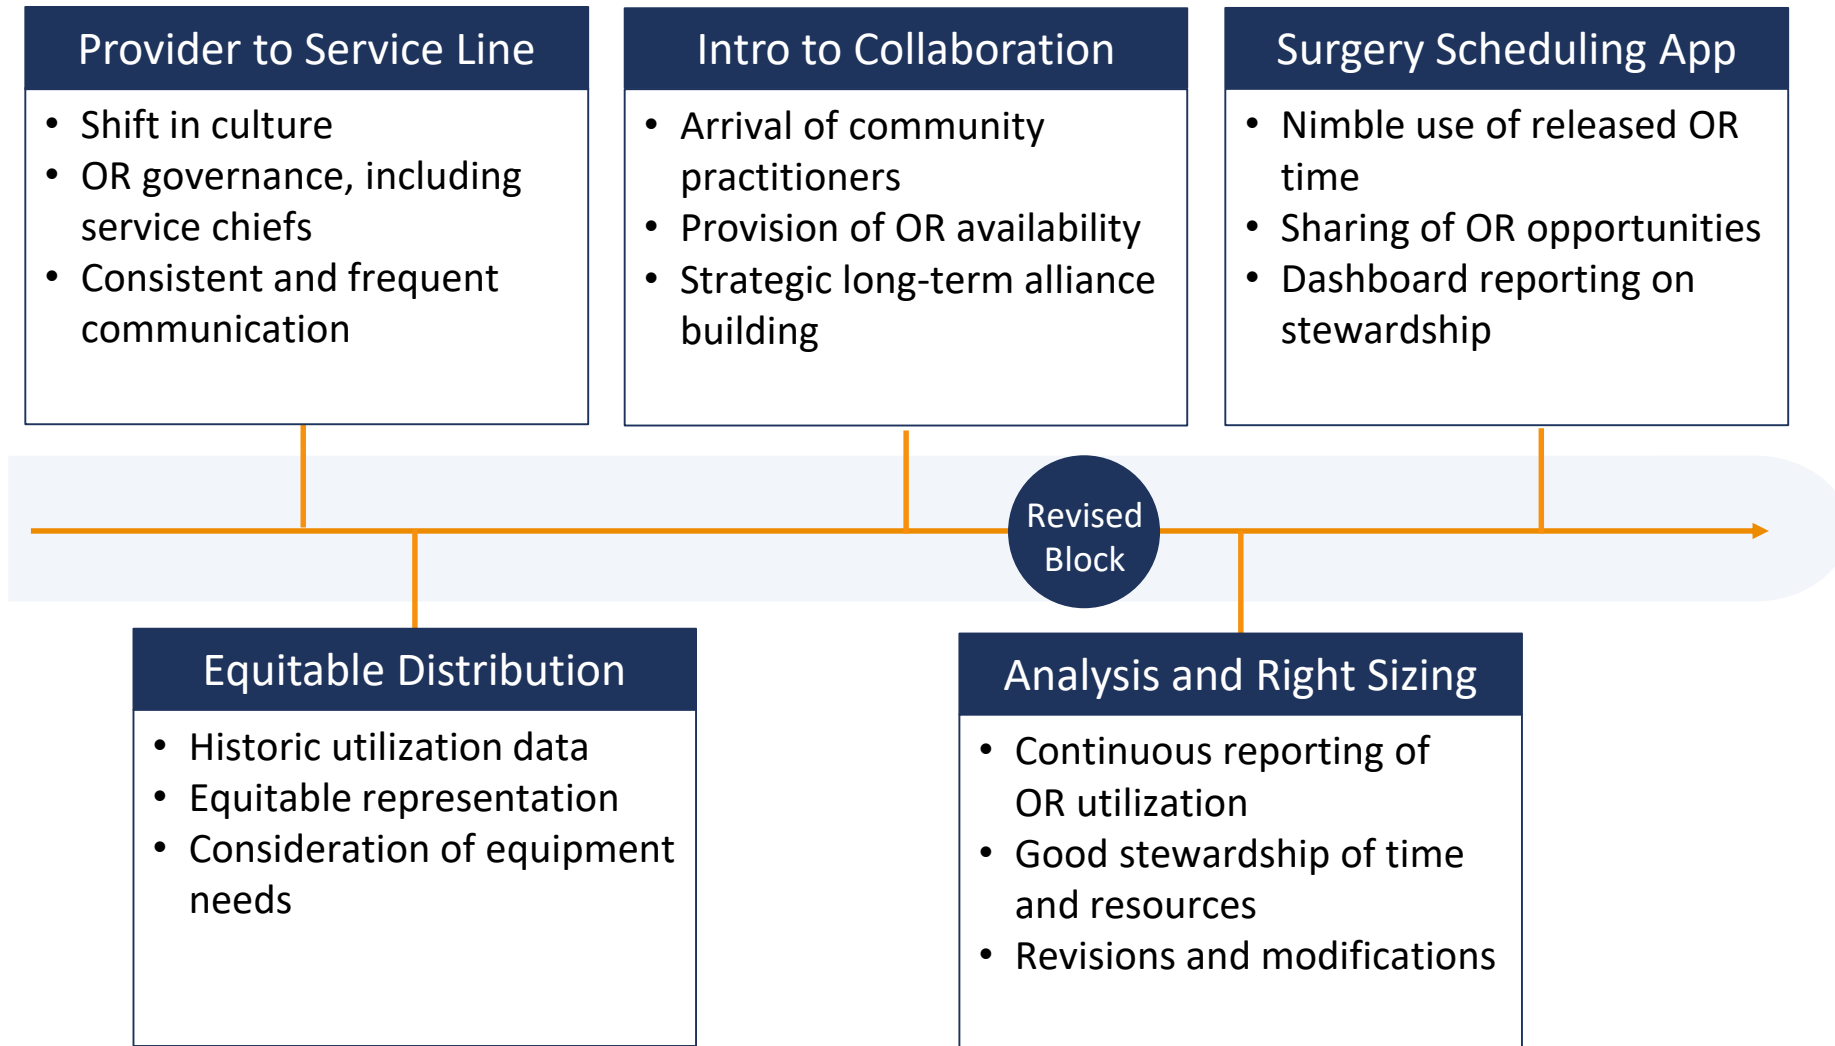 Provider to Service Line
• Shift in culture
• OR governance, including
service chiefs
• Consistent and frequent
communication
Intro to Collaboration
• Arrival of community
practitioners
• Provision of OR availability
• Strategic long-term alliance
building
Surgery Scheduling App
• Nimble use of released OR
time
• Sharing of OR opportunities
• Dashboard reporting on
stewardship
Revised
Block
Equitable Distribution
• Historic utilization data
• Equitable representation
• Consideration of equipment
needs
Analysis and Right Sizing
• Continuous reporting of
OR utilization
• Good stewardship of time
and resources
• Revisions and modifications